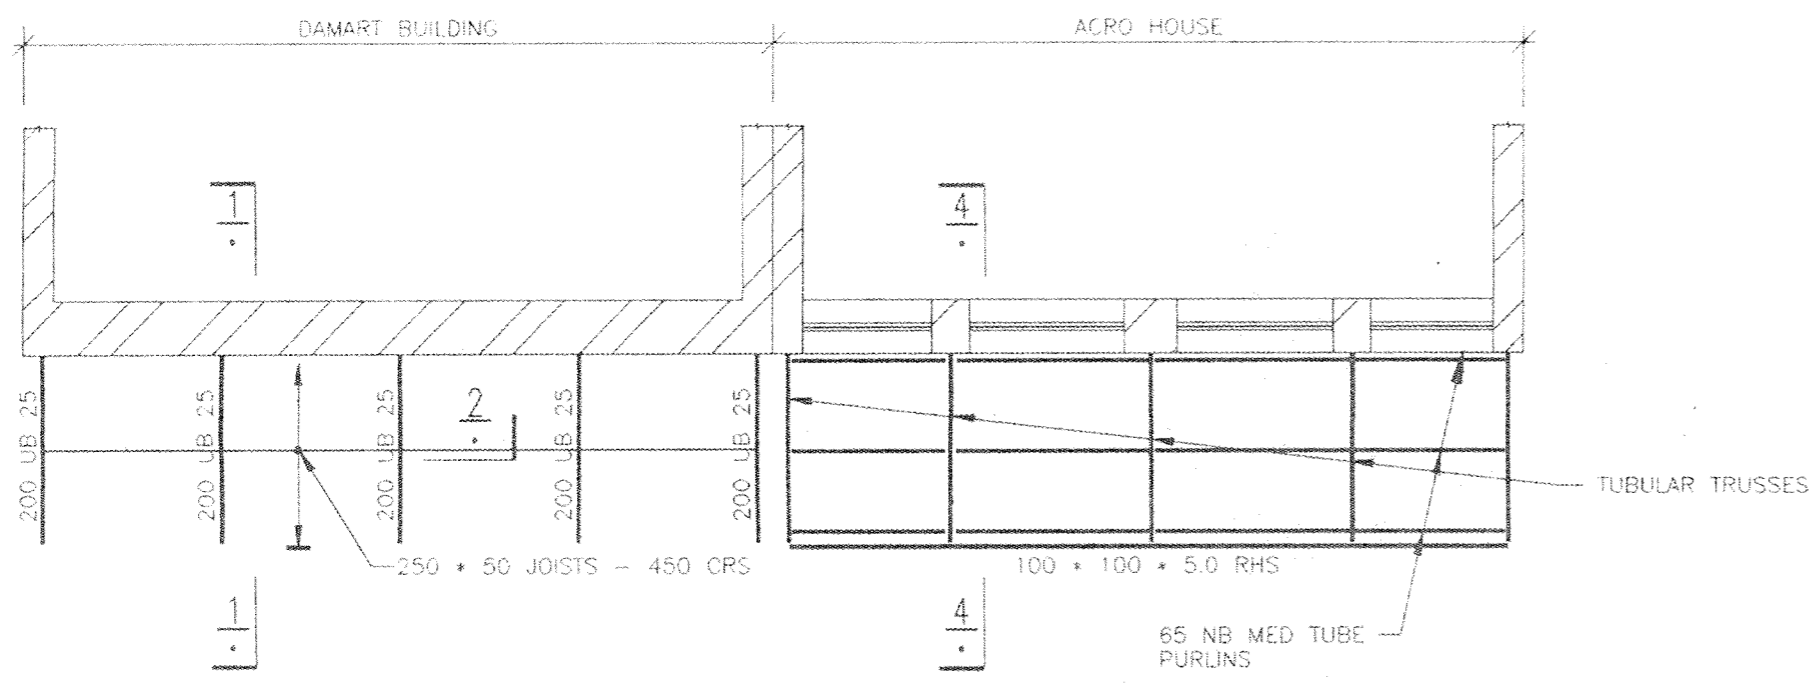 DAMART BUILDING
ACRO HOUSE
1
4
2
200 UB 25
200 UB 25
200 UB 25
200 UB 25
200 UB 25
TUBULAR TRUSSES
250 * 50 JOISTS - 450 CRS
100 * 100 * 5.0 RHS
1
4
65 NB MED TUBE
PURLINS